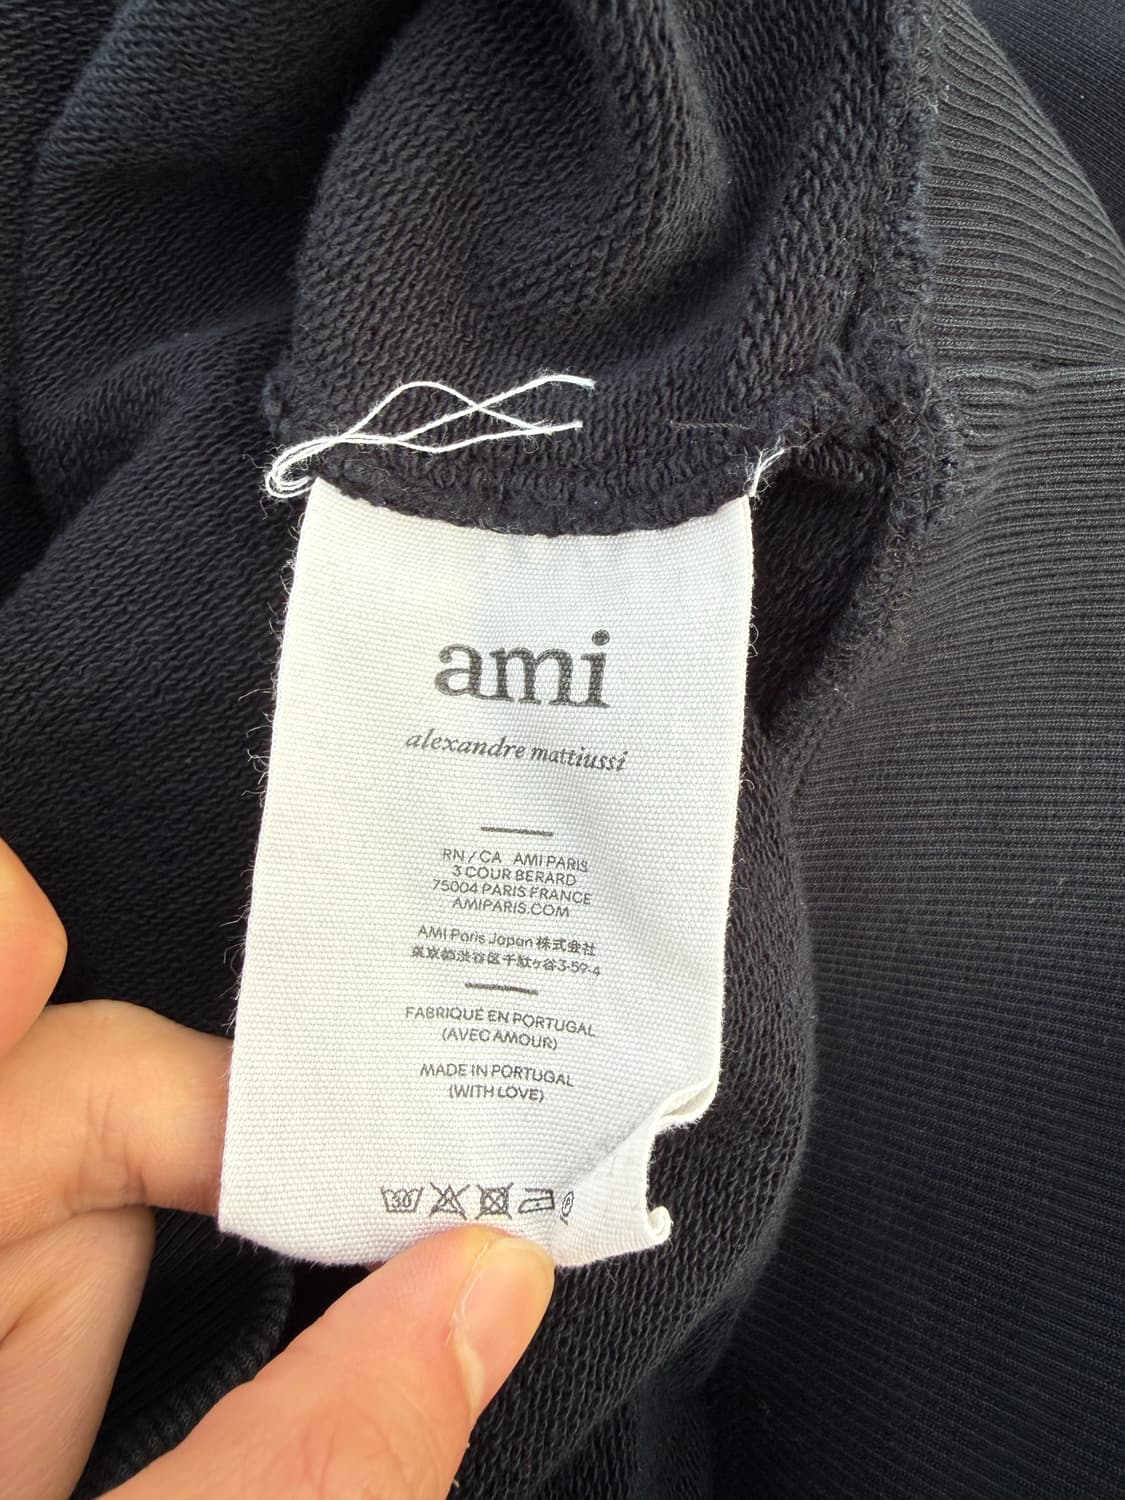 ami
alexandre mattiussi
RN / CA AMI PARIS
3 COUR BERARD
75004 PARIS FRANCE
AMIPARIS.COM
AMI Paris Japan 株式会社
東京都渋谷区千駄ヶ谷3-59-4
FABRIQUÉ EN PORTUGAL
(AVEC AMOUR)
MADE IN PORTUGAL
(WITH LOVE)
30